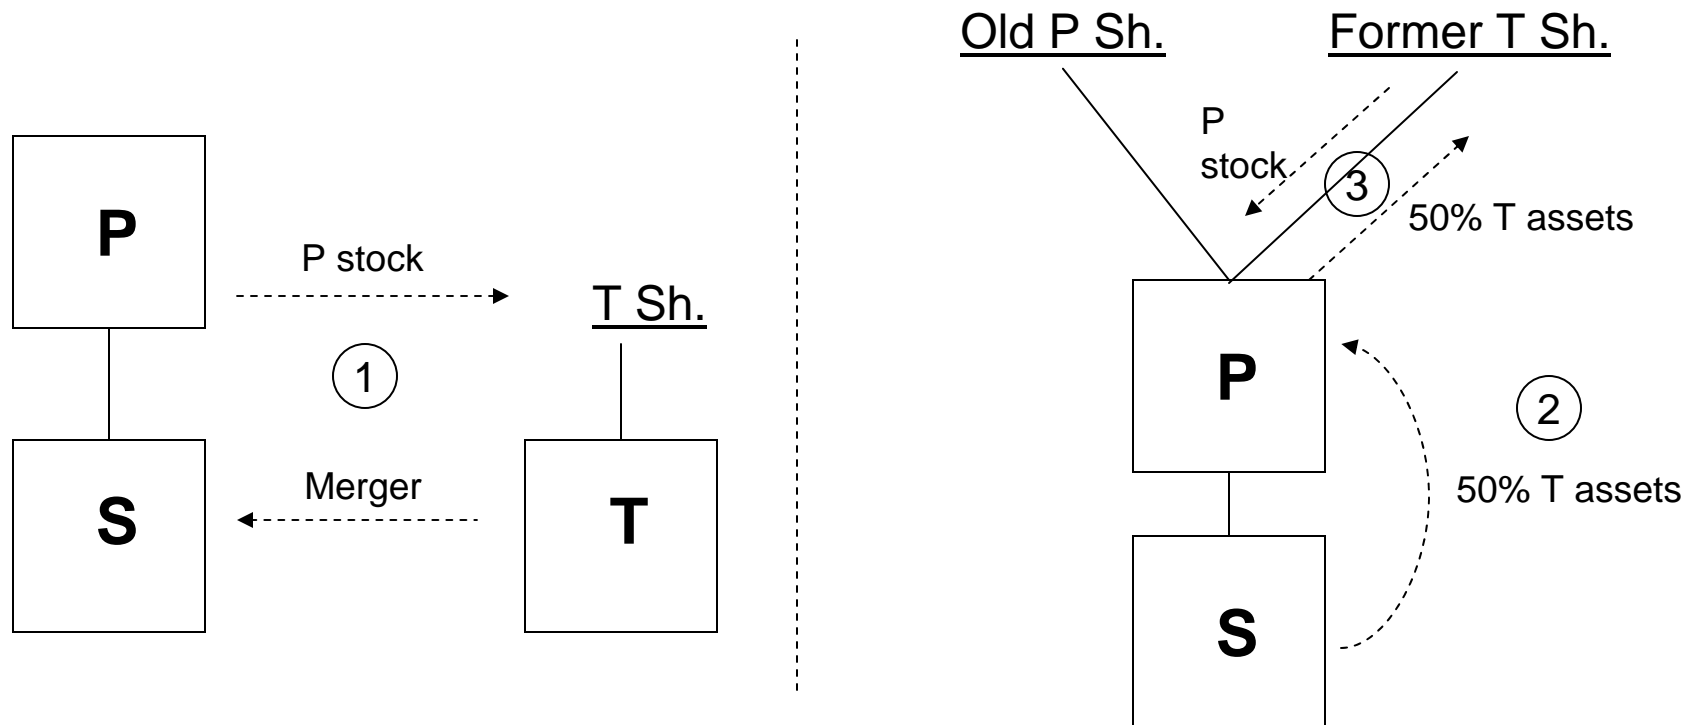 P
P stock
T Sh.
1
Merger
S
T
Old P Sh.
Former T Sh.
P
stock
3
50% T assets
P
2
50% T assets
S